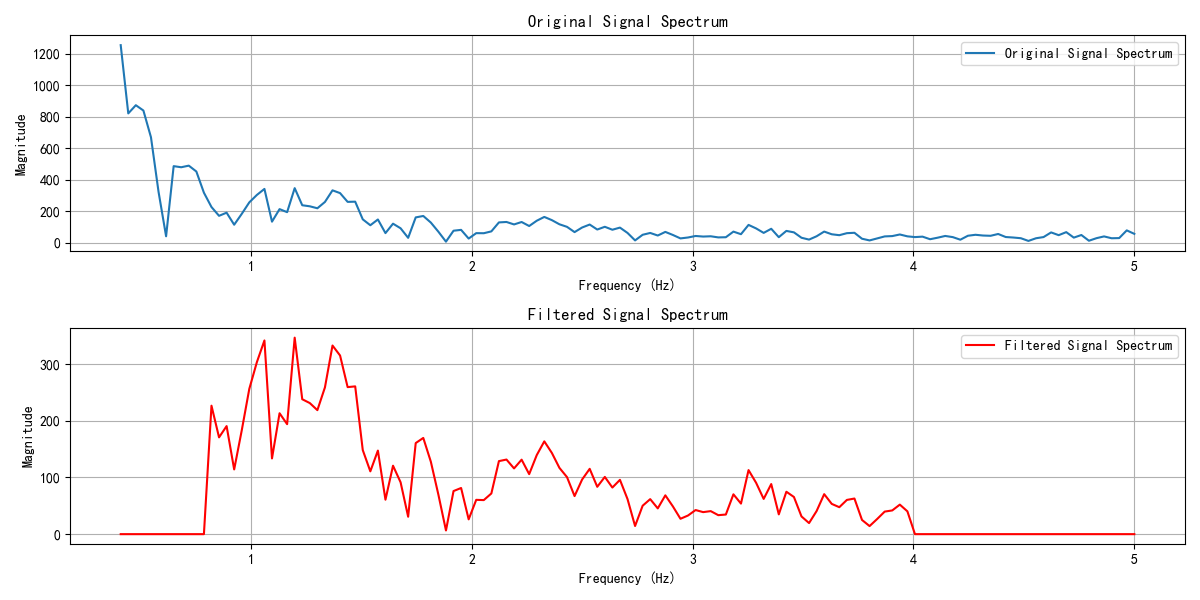 Original Signal Spectrum
Original Signal Spectrum
Magnitude
1200
1000
800
600
400
200
0
1 2 3 4 5
Frequency (Hz)
Filtered Signal Spectrum
Filtered Signal Spectrum
Magnitude
300
200
100
0
1 2 3 4 5
Frequency (Hz)